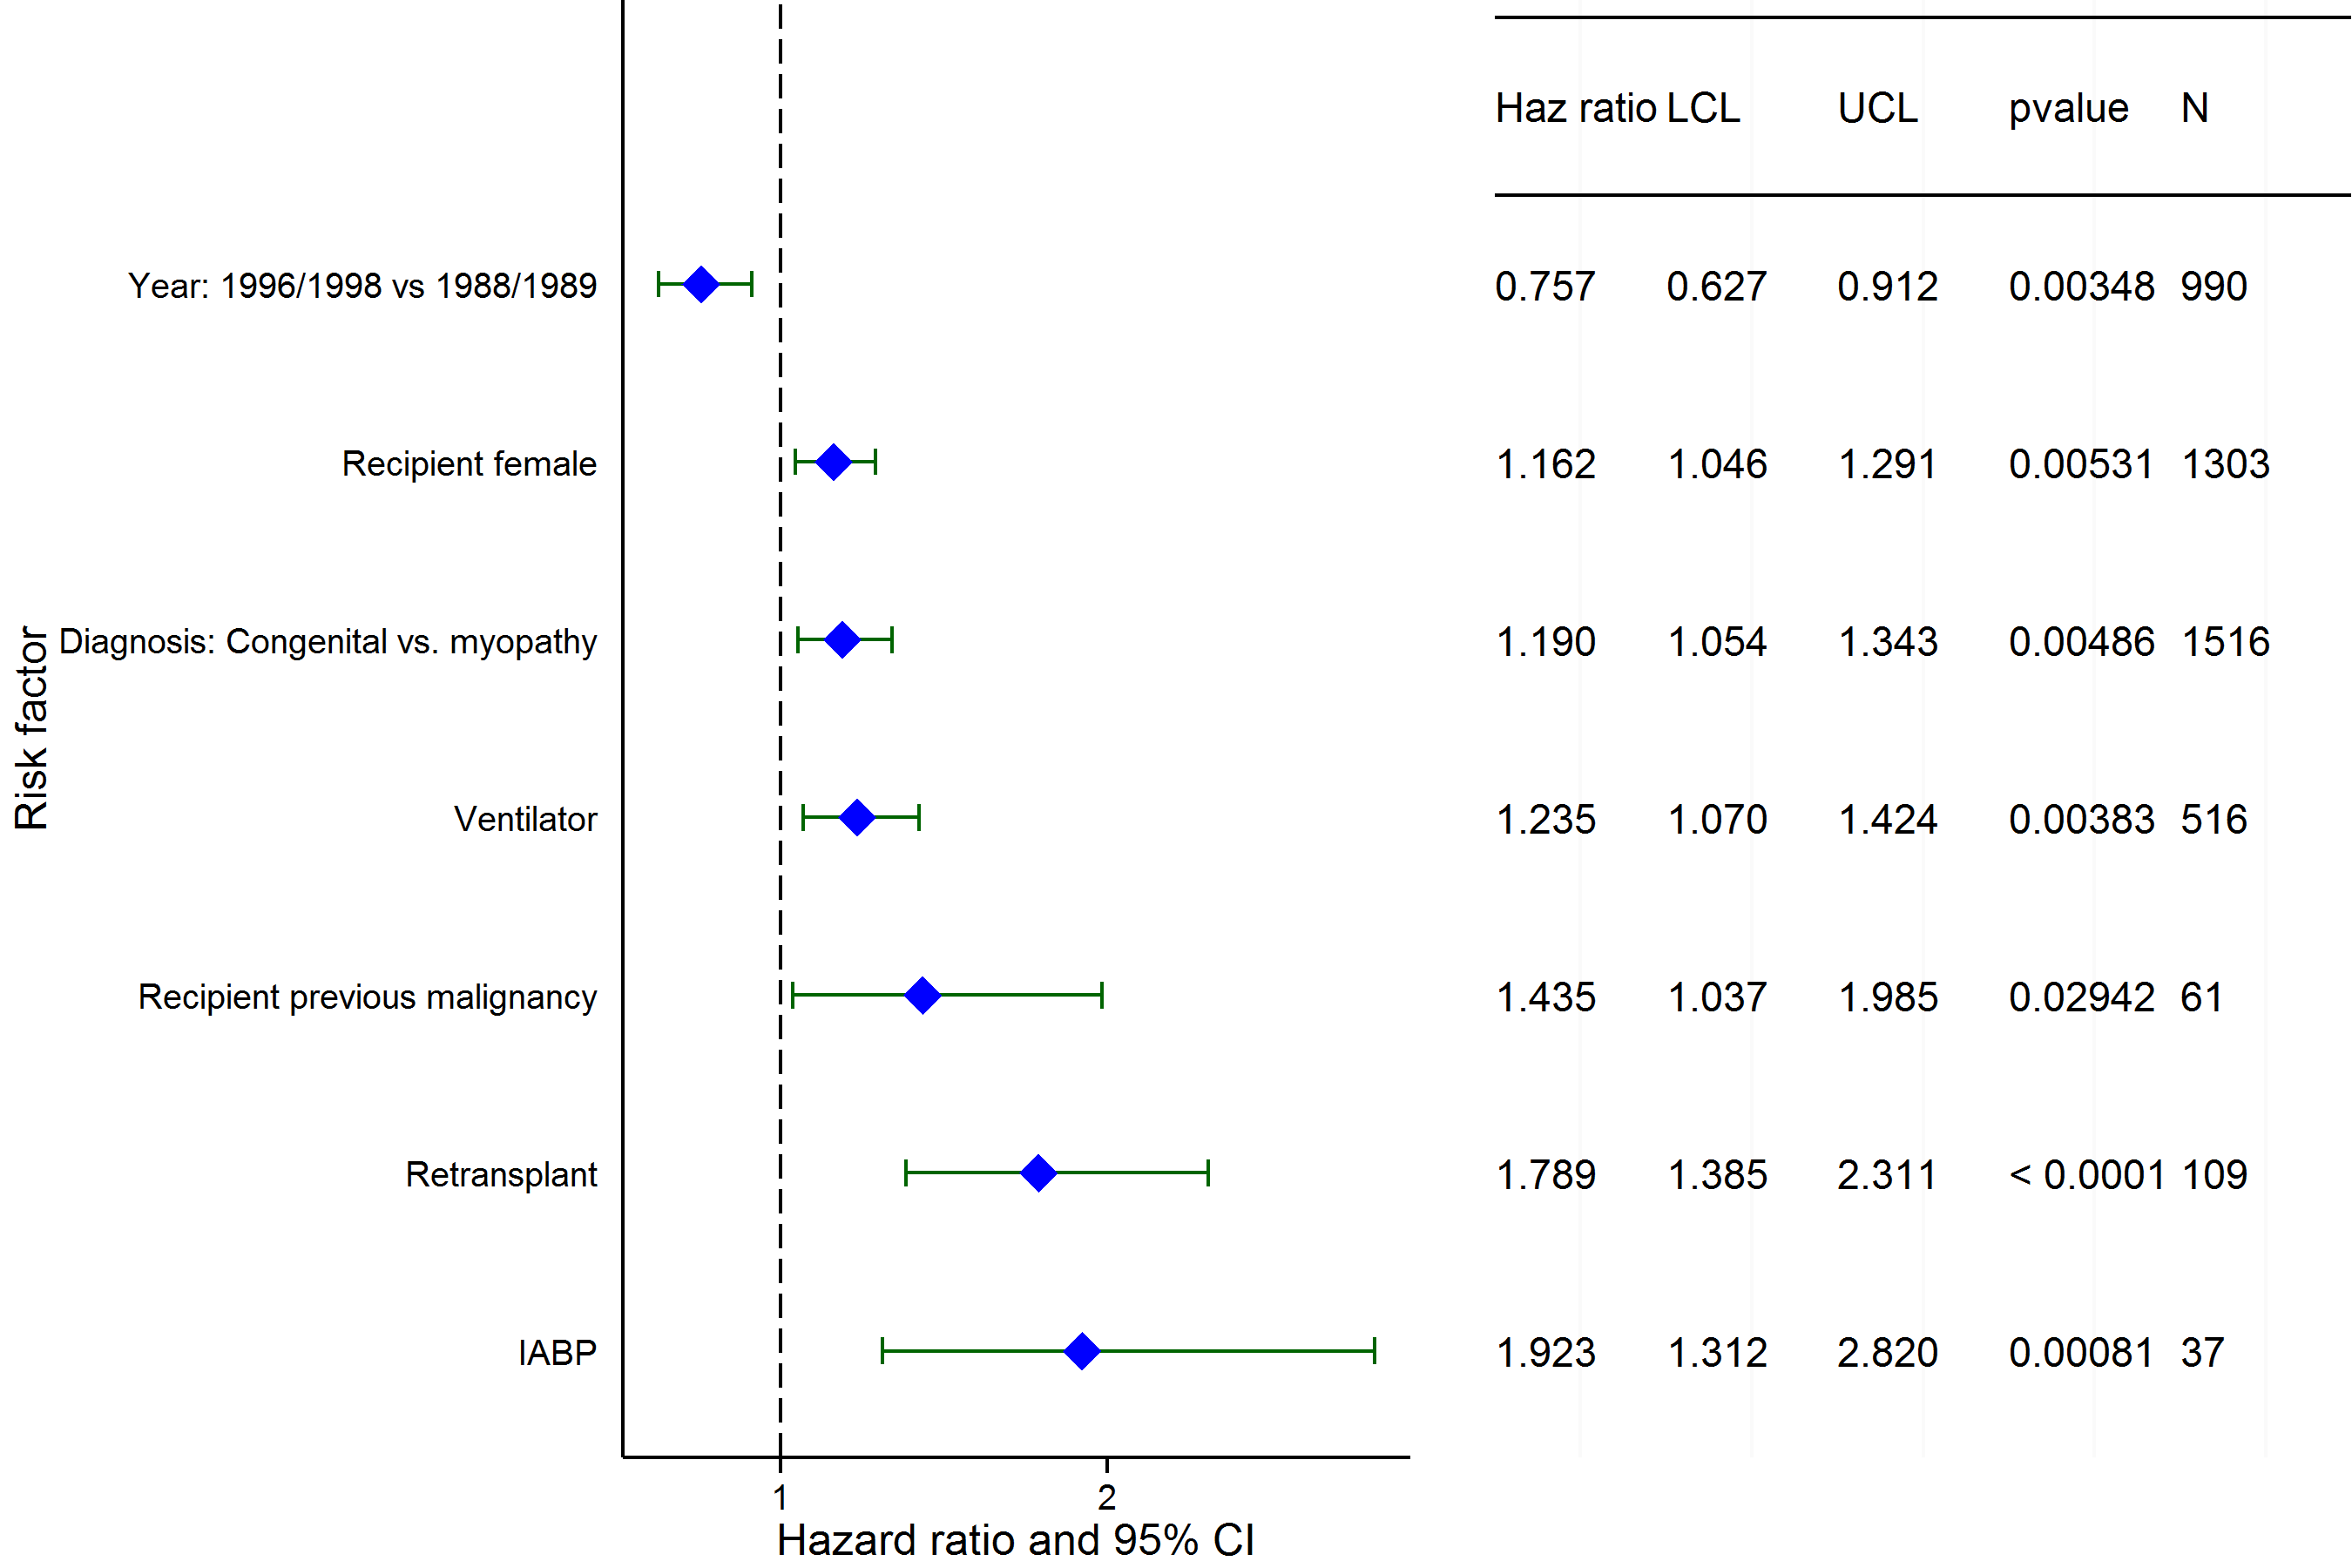 Haz ratio LCL UCL pvalue N
Year: 1996/1998 vs 1988/1989 0.757 0.627 0.912 0.00348 990
Recipient female 1.162 1.046 1.291 0.00531 1303
Diagnosis: Congenital vs. myopathy 1.190 1.054 1.343 0.00486 1516
Ventilator 1.235 1.070 1.424 0.00383 516
Recipient previous malignancy 1.435 1.037 1.985 0.02942 61
Retransplant 1.789 1.385 2.311 < 0.0001 109
IABP 1.923 1.312 2.820 0.00081 37
Risk factor
1 2
Hazard ratio and 95% CI